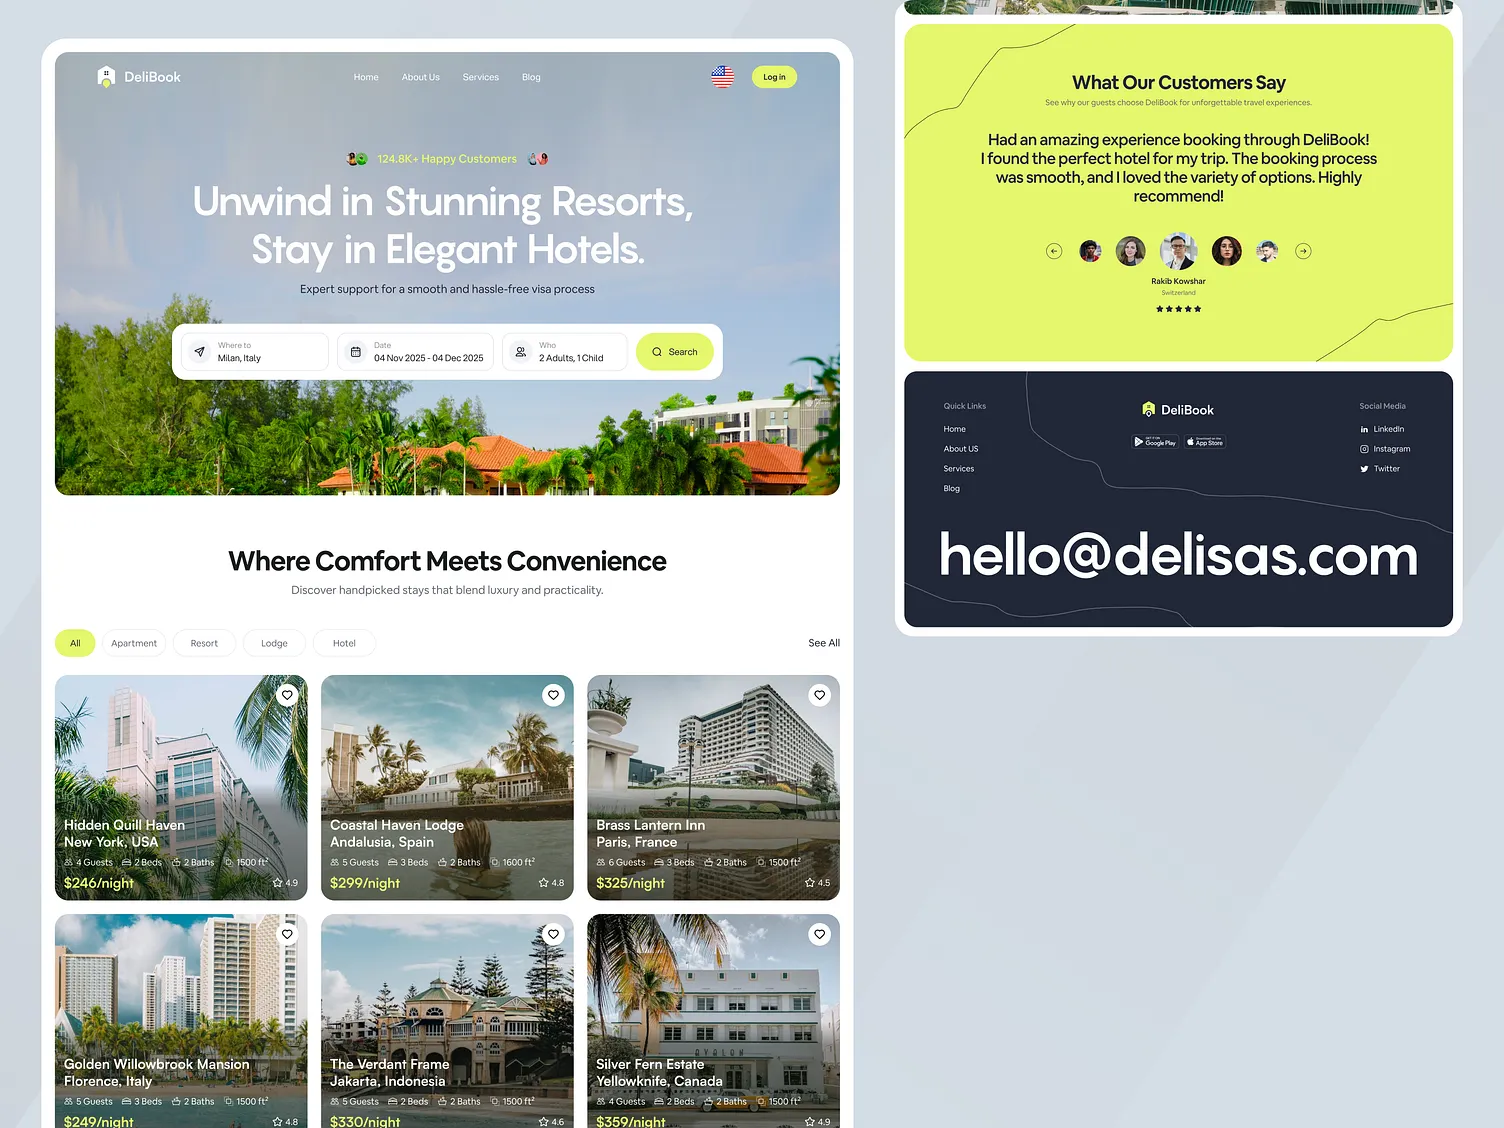 DeliBook
Home
About Us
Services
Blog
Log in
124.8K+ Happy Customers
Unwind in Stunning Resorts,
Stay in Elegant Hotels.
Expert support for a smooth and hassle-free visa process
Where to
Milan, Italy
Date
04 Nov 2025 - 04 Dec 2025
Who
2 Adults, 1 Child
Search
Where Comfort Meets Convenience
Discover handpicked stays that blend luxury and practicality.
All
Apartment
Resort
Lodge
Hotel
See All
Hidden Quill Haven
New York, USA
4 Guests
2 Beds
2 Baths
1500 ft²
$246/night
4.9
Coastal Haven Lodge
Andalusia, Spain
5 Guests
3 Beds
2 Baths
1600 ft²
$299/night
4.8
Brass Lantern Inn
Paris, France
6 Guests
3 Beds
2 Baths
1500 ft²
$325/night
4.5
Golden Willowbrook Mansion
Florence, Italy
5 Guests
3 Beds
2 Baths
1500 ft²
$249/night
4.8
The Verdant Frame
Jakarta, Indonesia
5 Guests
2 Beds
2 Baths
1500 ft²
$330/night
4.6
AVALON
Silver Fern Estate
Yellowknife, Canada
4 Guests
2 Beds
2 Baths
1500 ft²
$359/night
4.9
What Our Customers Say
See why our guests choose DeliBook for unforgettable travel experiences.
Had an amazing experience booking through DeliBook!
I found the perfect hotel for my trip. The booking process
was smooth, and I loved the variety of options. Highly
recommend!
Rakib Kowshar
Switzerland
Quick Links
Home
About US
Services
Blog
DeliBook
GET IT ON
Google Play
Download on the
App Store
Social Media
LinkedIn
Instagram
Twitter
hello@delisas.com